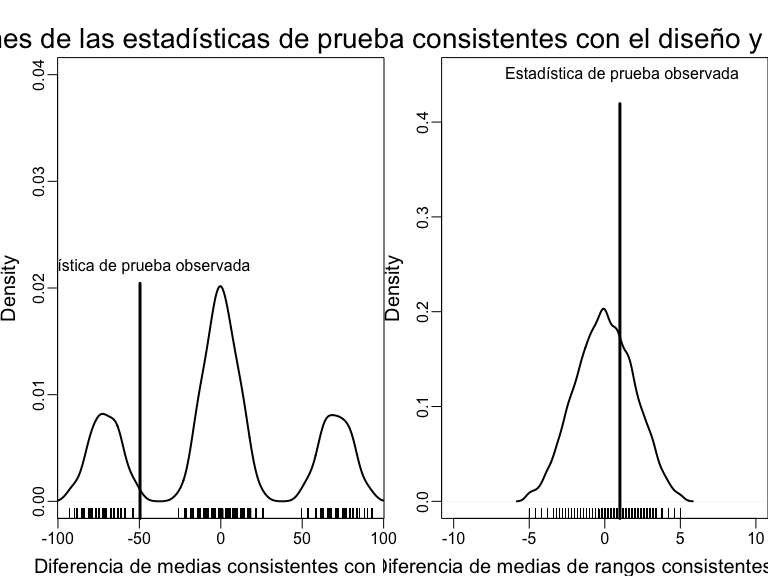 nes de las estadísticas de prueba consistentes con el diseño y
0.04
0.03
0.02
0.01
0.00
Density
ística de prueba observada
-100 -50 0 50 100
Diferencia de medias consistentes con
0.4
0.3
0.2
0.1
0.0
Density
Estadística de prueba observada
-10 -5 0 5 10
Diferencia de medias de rangos consistentes